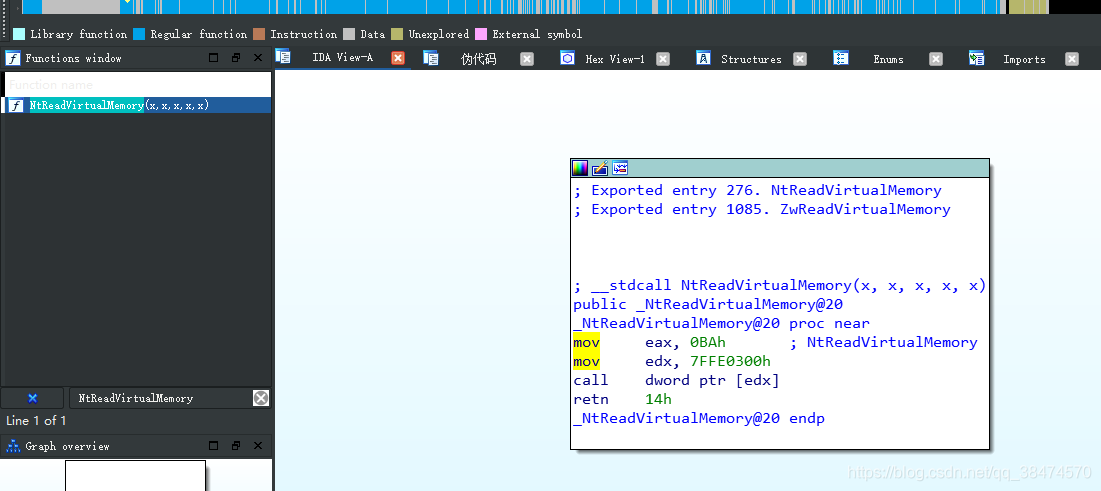 Library function Regular function Instruction Data Unexplored External symbol
Functions window
IDA View-A 伪代码 Hex View-1 Structures Enums Imports
Function name
NtReadVirtualMemory(x,x,x,x,x)
; Exported entry 276. NtReadVirtualMemory
; Exported entry 1085. ZwReadVirtualMemory
; __stdcall NtReadVirtualMemory(x, x, x, x, x)
public _NtReadVirtualMemory@20
_NtReadVirtualMemory@20 proc near
mov eax, 0BAh ; NtReadVirtualMemory
mov edx, 7FFE0300h
call dword ptr [edx]
retn 14h
_NtReadVirtualMemory@20 endp
NtReadVirtualMemory
Line 1 of 1
Graph overview
https://blog.csdn.net/qq_38474570